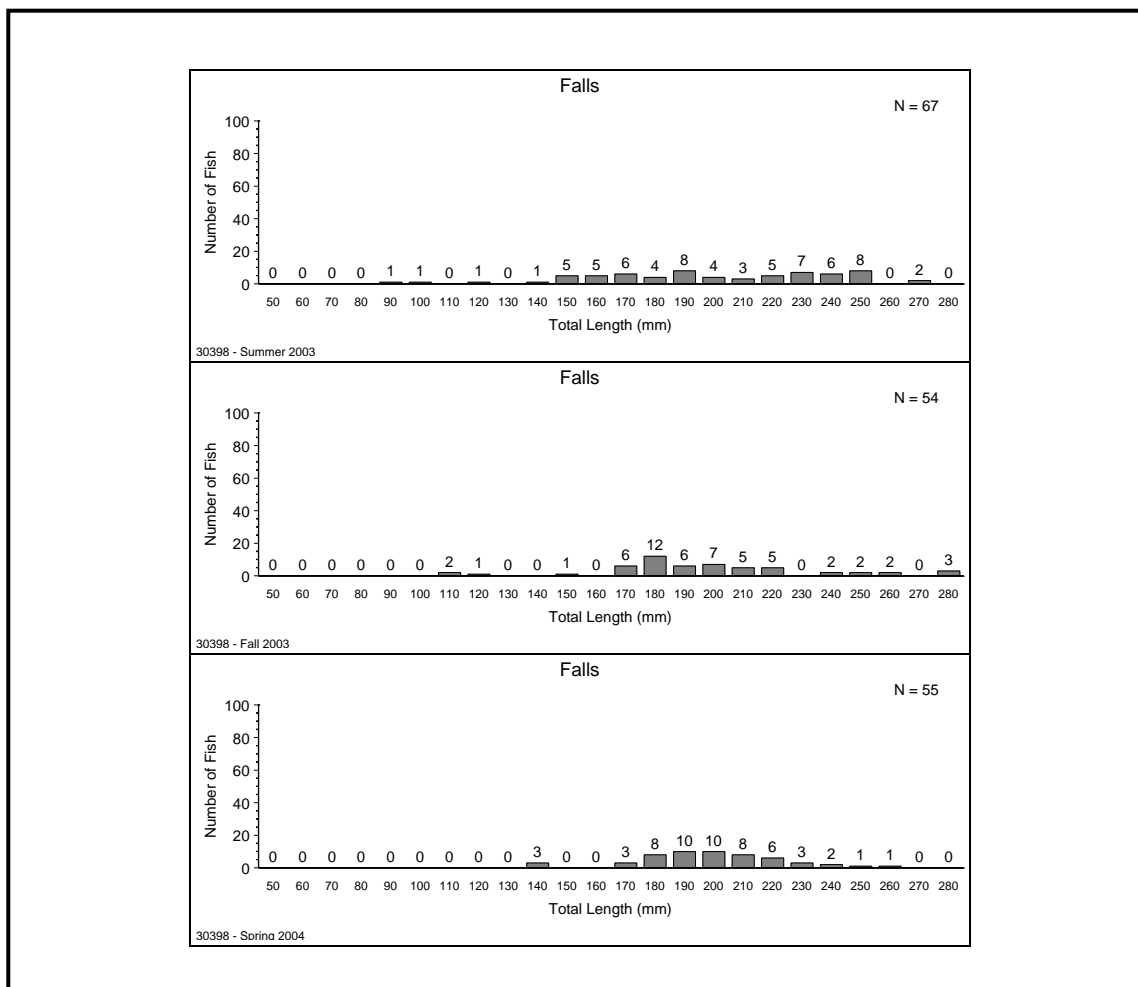 Falls
N = 67
100
80
60
40
20
0
Number of Fish
0 0 0 0 1 1 0 1 0 1 5 5 6 4 8 4 3 5 7 6 8 0 2 0
50 60 70 80 90 100 110 120 130 140 150 160 170 180 190 200 210 220 230 240 250 260 270 280
Total Length (mm)
30398 - Summer 2003
Falls
N = 54
100
80
60
40
20
0
Number of Fish
0 0 0 0 0 0 2 1 0 0 1 0 6 12 6 7 5 5 0 2 2 2 0 3
50 60 70 80 90 100 110 120 130 140 150 160 170 180 190 200 210 220 230 240 250 260 270 280
Total Length (mm)
30398 - Fall 2003
Falls
N = 55
100
80
60
40
20
0
Number of Fish
0 0 0 0 0 0 0 0 0 3 0 0 3 8 10 10 8 6 3 2 1 1 0 0
50 60 70 80 90 100 110 120 130 140 150 160 170 180 190 200 210 220 230 240 250 260 270 280
Total Length (mm)
30398 - Spring 2004